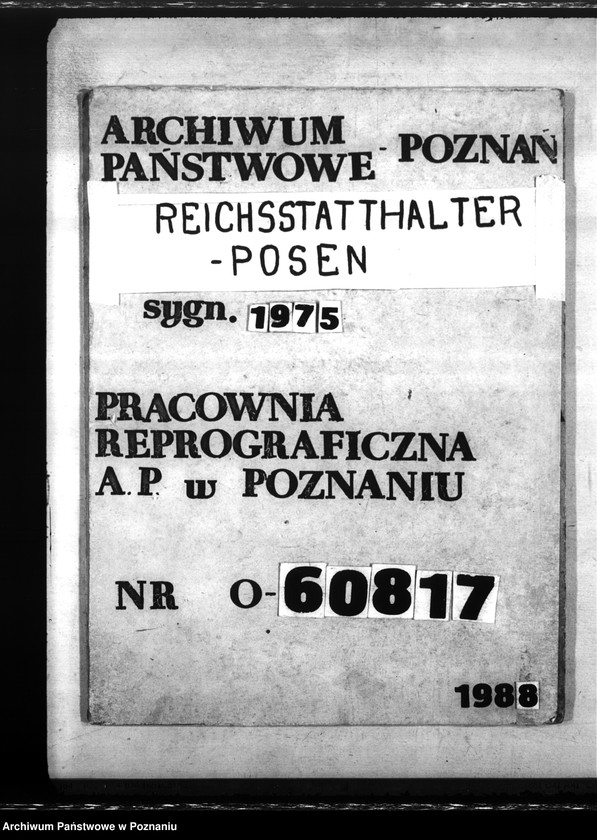 ARCHIWUM
PAŃSTWOWE - POZNAŃ
REICHSSTATTHALTER
-POSEN
sygn. 1975
PRACOWNIA
REPROGRAFICZNA
A.P. w POZNANIU
NR O-60817
1988
Archiwum Państwowe w Poznaniu